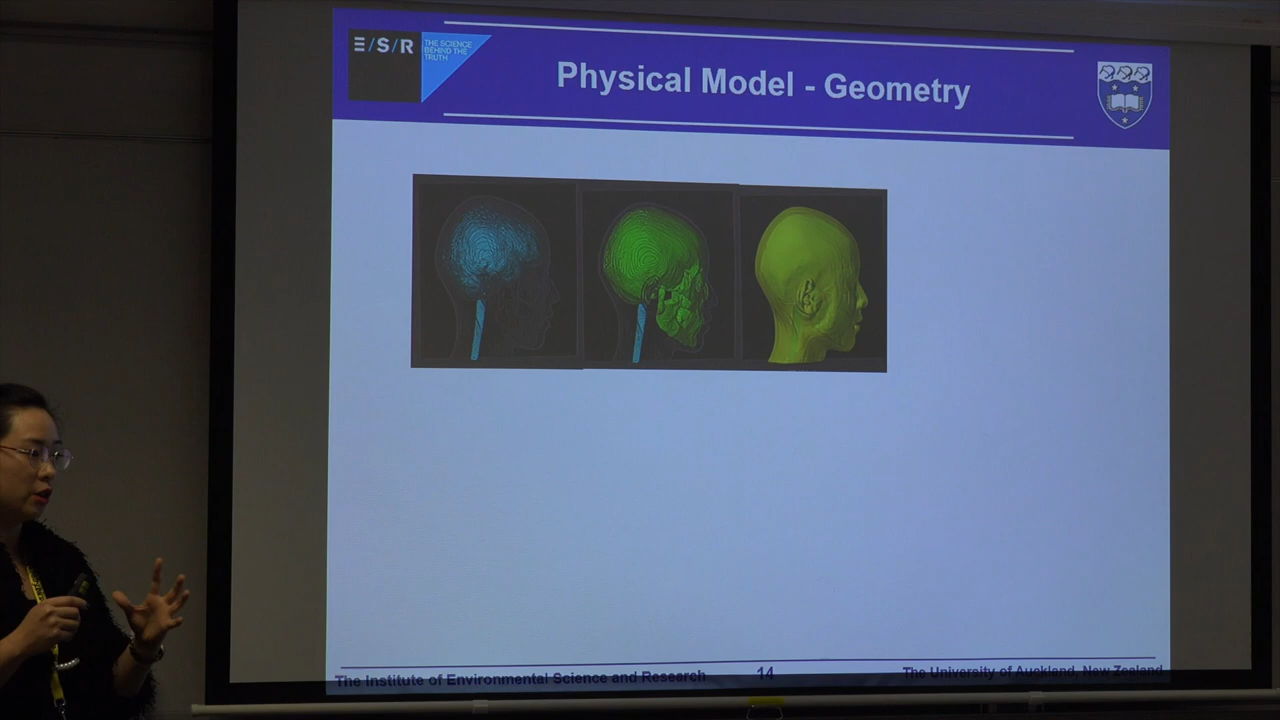 E/S/R
THE SCIENCE
BEHIND THE
TRUTH
Physical Model - Geometry
The Institute of Environmental Science and Research
14
The University of Auckland, New Zealand